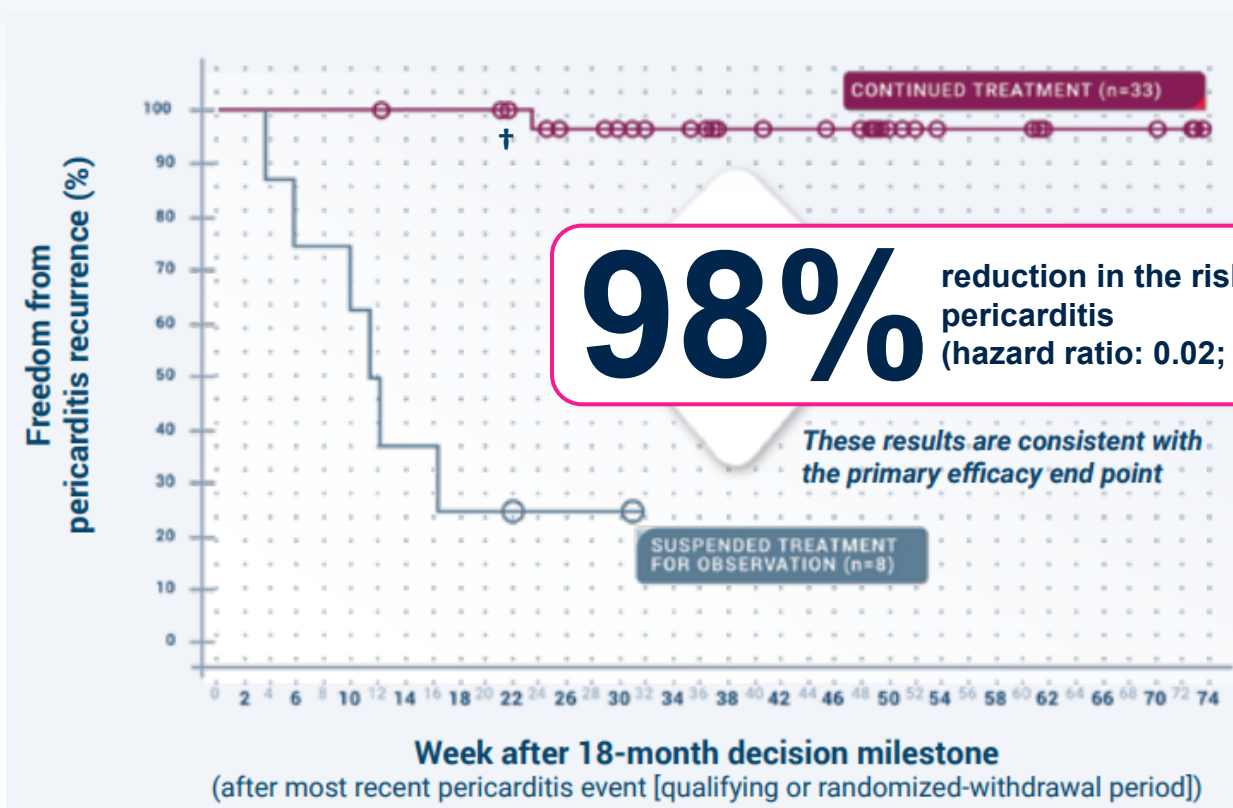 CONTINUED TREATMENT (n=33)
100
90
80
70
60
50
40
30
20
10
0
†
Freedom from
pericarditis recurrence (%)
98%
reduction in the ris
pericarditis
(hazard ratio: 0.02;
These results are consistent with
the primary efficacy end point
SUSPENDED TREATMENT
FOR OBSERVATION (n=8)
0 2 4 6 8 10 12 14 16 18 20 22 24 26 28 30 32 34 36 38 40 42 44 46 48 50 52 54 56 58 60 62 64 66 68 70 72 74
Week after 18-month decision milestone
(after most recent pericarditis event [qualifying or randomized-withdrawal period])